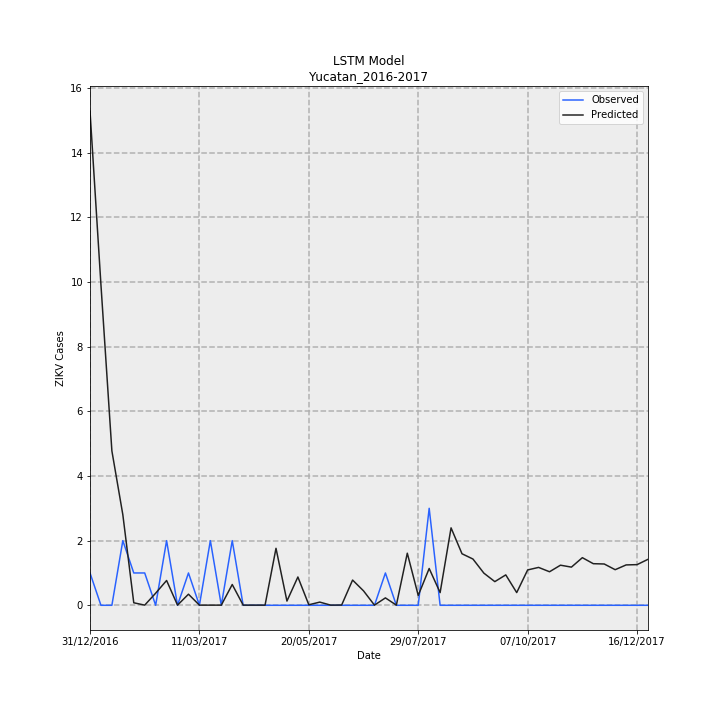 LSTM Model
Yucatan_2016-2017
Observed
Predicted
16
14
12
10
8
6
4
2
0
ZIKV Cases
31/12/2016 11/03/2017 20/05/2017 29/07/2017 07/10/2017 16/12/2017
Date